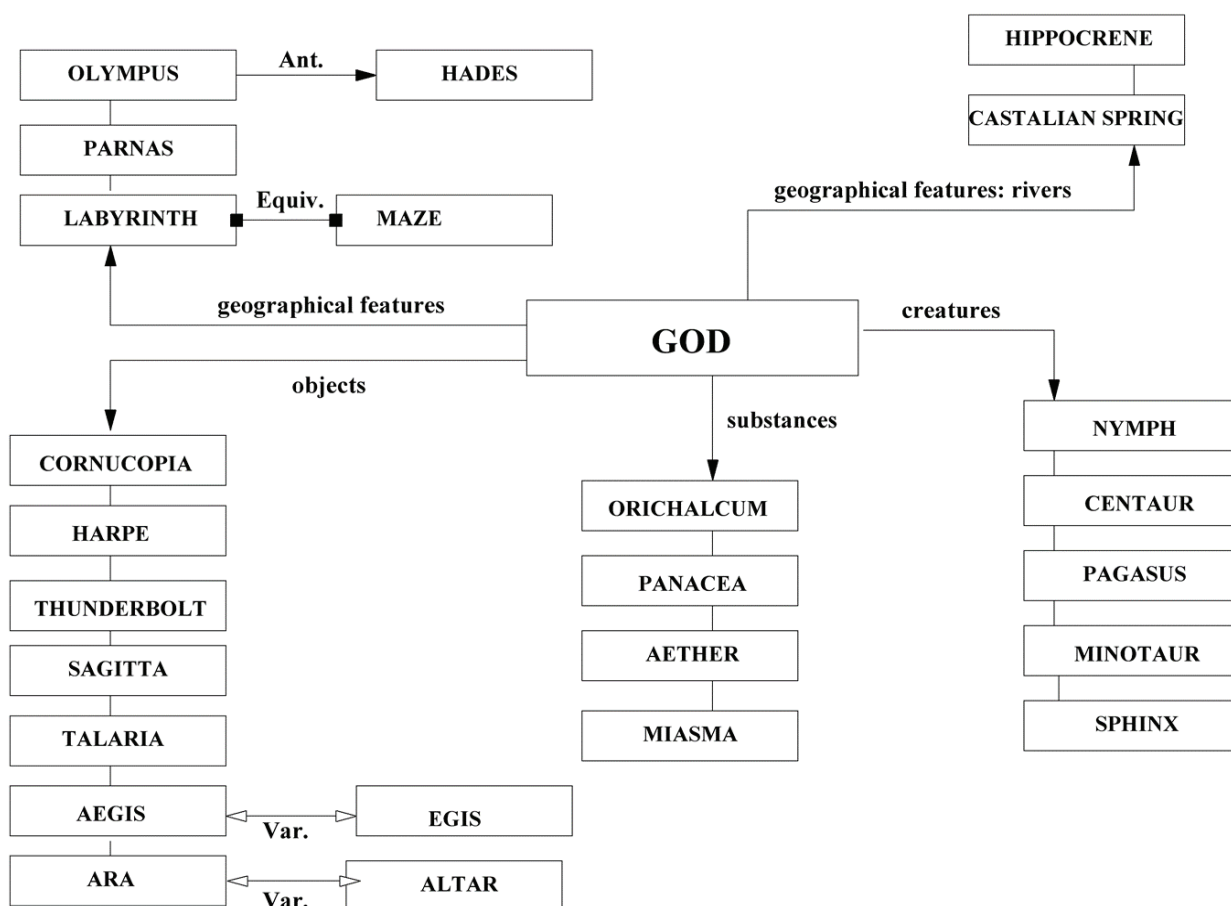 HIPPOCRENE
OLYMPUS
Ant.
HADES
CASTALIAN SPRING
PARNAS
geographical features: rivers
LABYRINTH
Equiv.
MAZE
geographical features
GOD
creatures
objects
substances
NYMPH
CORNUCOPIA
ORICHALCUM
CENTAUR
HARPE
PANACEA
PAGASUS
THUNDERBOLT
AETHER
MINOTAUR
SAGITTA
MIASMA
SPHINX
TALARIA
AEGIS
Var.
EGIS
ARA
Var.
ALTAR